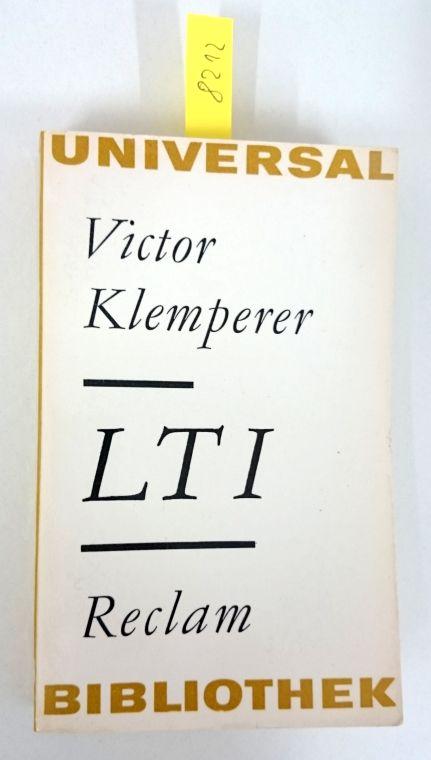 8212
UNIVERSAL
Victor
Klemperer
LTI
Reclam
BIBLIOTHEK